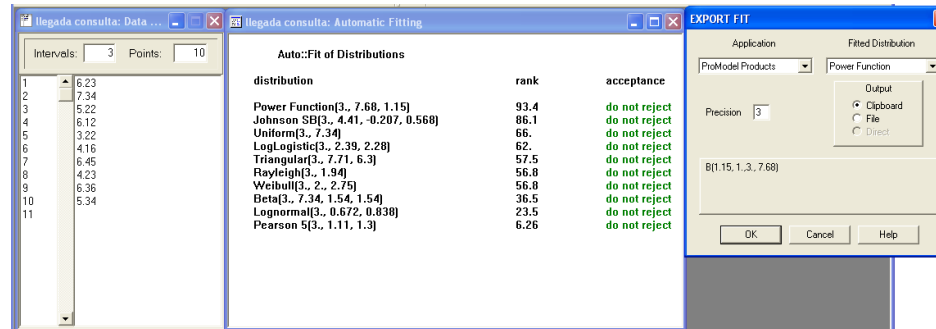 llegada consulta: Data ...
Intervals: 3 Points: 10
1 6.23
2 7.34
3 5.22
4 6.12
5 3.22
6 4.16
7 6.45
8 4.23
9 6.36
10 5.34
11
llegada consulta: Automatic Fitting
Auto::Fit of Distributions
distribution rank acceptance
Power Function(3., 7.68, 1.15) 93.4 do not reject
Johnson SB(3., 4.41, -0.207, 0.568) 86.1 do not reject
Uniform(3., 7.34) 66. do not reject
LogLogistic(3., 2.39, 2.28) 62. do not reject
Triangular(3., 7.71, 6.3) 57.5 do not reject
Rayleigh(3., 1.94) 56.8 do not reject
Weibull(3., 2., 2.75) 56.8 do not reject
Beta(3., 7.34, 1.54, 1.54) 36.5 do not reject
Lognormal(3., 0.672, 0.838) 23.5 do not reject
Pearson 5(3., 1.11, 1.3) 6.26 do not reject
EXPORT FIT
Application Fitted Distribution
ProModel Products Power Function
Output
Precision 3
Clipboard
File
Direct
B(1.15, 1.,3., 7.68)
OK Cancel Help